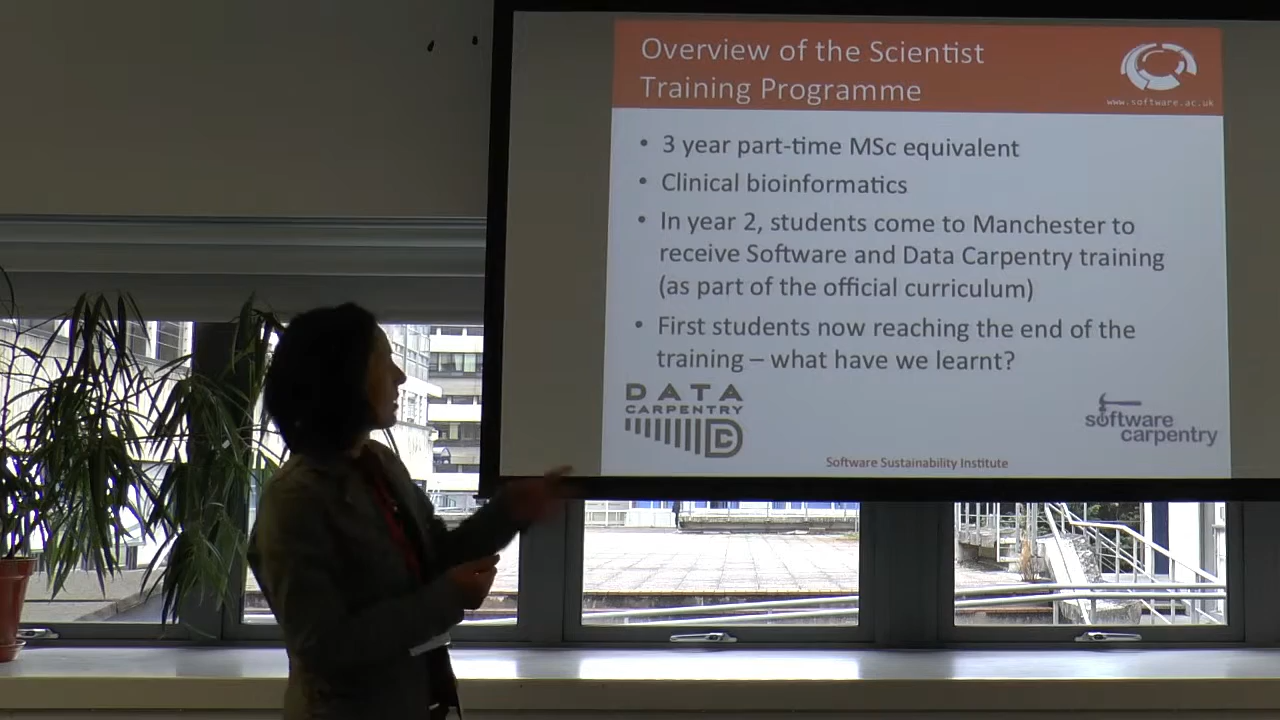 Overview of the Scientist
Training Programme
www.software.ac.uk
• 3 year part-time MSc equivalent
• Clinical bioinformatics
• In year 2, students come to Manchester to
receive Software and Data Carpentry training
(as part of the official curriculum)
• First students now reaching the end of the
training – what have we learnt?
DATA
CARPENTRY
DC
software
carpentry
Software Sustainability Institute